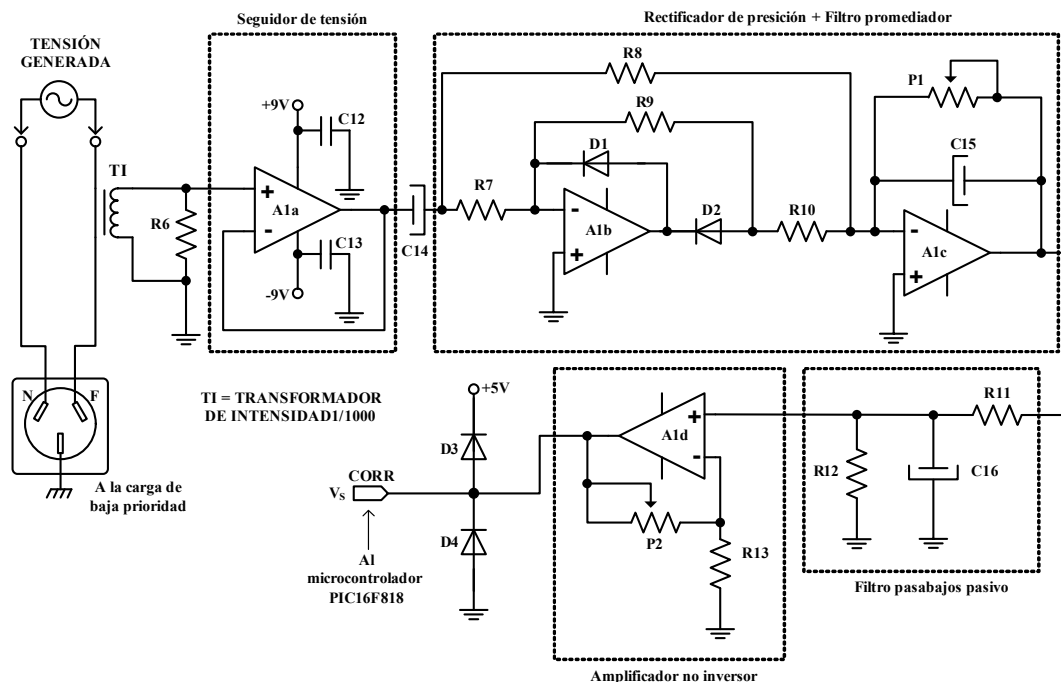 Seguidor de tensión
Rectificador de presición + Filtro promediador
TENSIÓN
GENERADA
TI
R6
+9V
C12
+
A1a
-
C13
-9V
C14
R8
R9
D1
R7
-
A1b
+
D2
R10
P1
C15
-
A1c
+
N
F
A la carga de
baja prioridad
TI = TRANSFORMADOR
DE INTENSIDAD1/1000
+5V
D3
CORR
Vs
D4
Al
microcontrolador
PIC16F818
A1d
+
-
P2
R13
Amplificador no inversor
R11
R12
C16
Filtro pasabajos pasivo